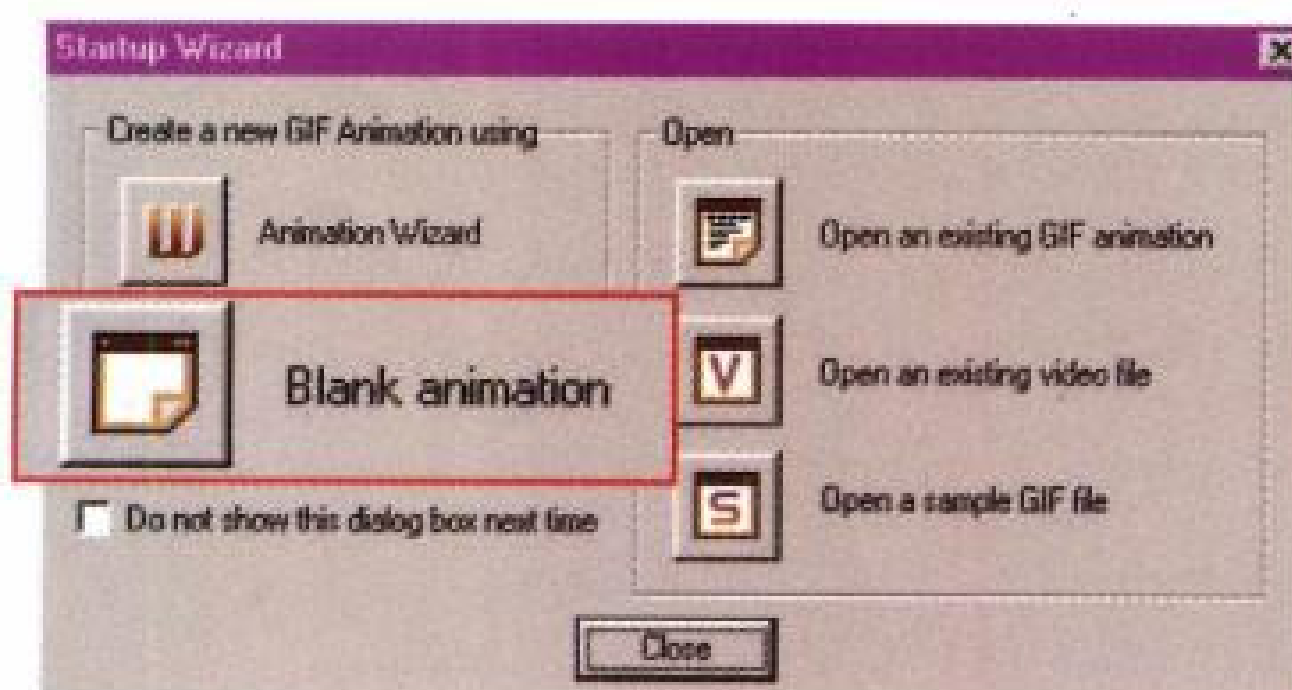 Startup Wizard
Create a new GIF Animation using
W
Animation Wizard
Blank animation
Do not show this dialog box next time
Open
Open an existing GIF animation
V
Open an existing video file
S
Open a sample GIF file
Close